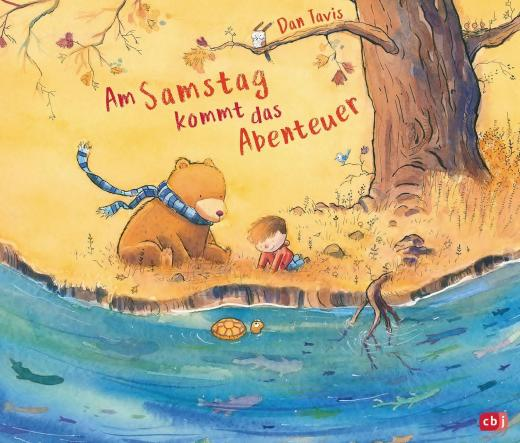 Dan Tavis
Am Samstag
kommt das
Abenteuer
cbj